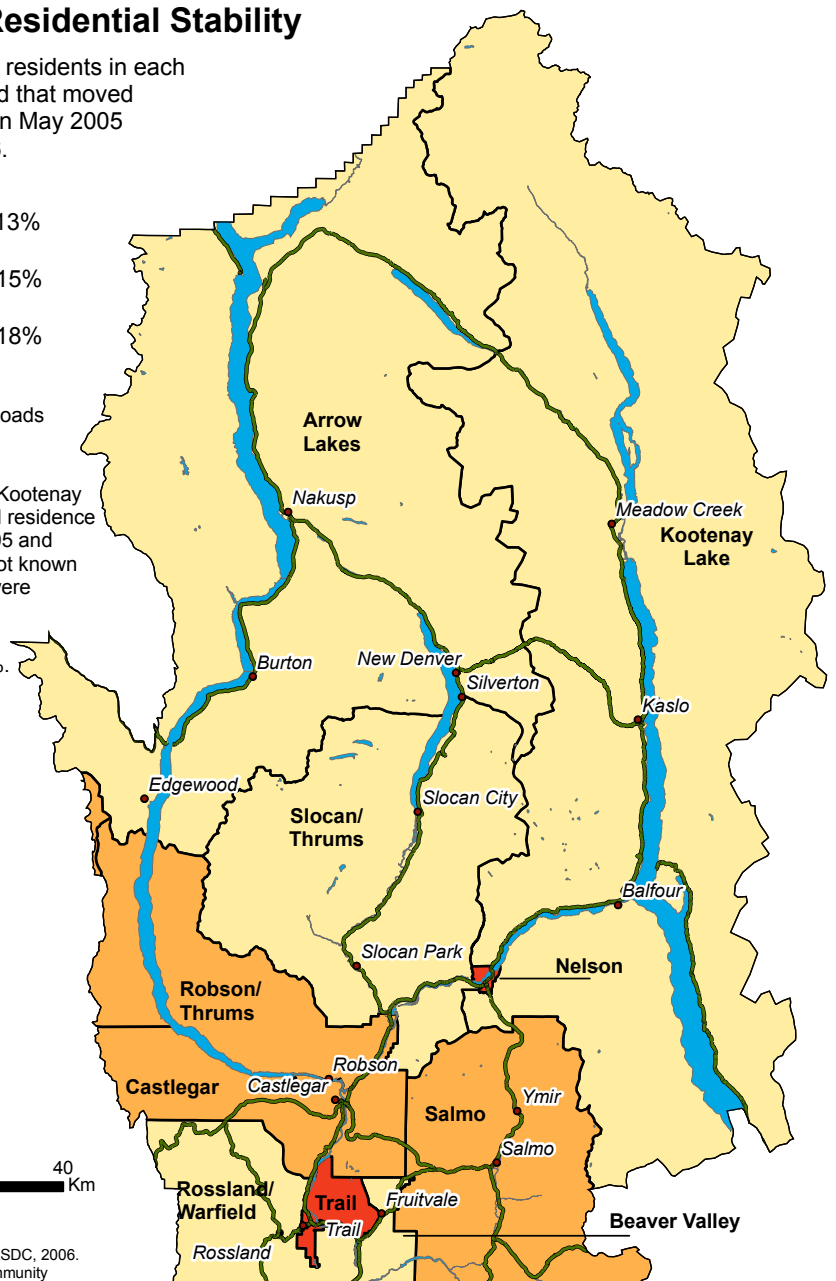 Residential Stability
residents in each
d that moved
n May 2005
13%
15%
18%
oads
Kootenay
l residence
05 and
ot known
were
Arrow
Lakes
Nakusp
Meadow Creek
Kootenay
Lake
Burton
New Denver
Silverton
Kaslo
Edgewood
Slocan/
Thrums
Slocan City
Balfour
Slocan Park
Nelson
Robson/
Thrums
Robson
Castlegar
Castlegar
Salmo
Ymir
Salmo
40
Km
Rossland/
Warfield
Trail
Fruitvale
Trail
Rossland
Beaver Valley
SDC, 2006.
mmunity